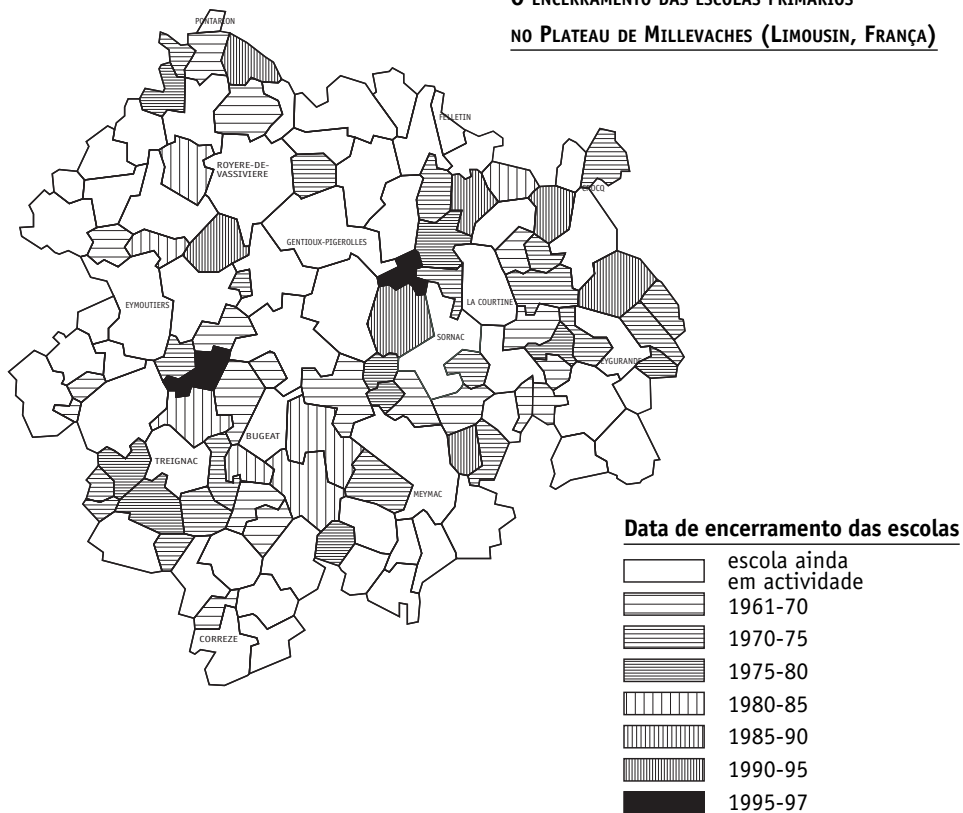 O ENCERRAMENTO DAS ESCOLAS PRIMÁRIOS
NO PLATEAU DE MILLEVACHES (LIMOUSIN, FRANÇA)
PONTARION
FELLETIN
ROYERE-DE-
VASSIVIERE
CROCQ
GENTIOUX-PIGEROLLES
EYMOUTIERS
LA COURTINE
SORNAC
EYGURANDE
BUGEAT
TREIGNAC
MEYMAC
CORREZE
Data de encerramento das escolas
escola ainda
em actividade
1961-70
1970-75
1975-80
1980-85
1985-90
1990-95
1995-97